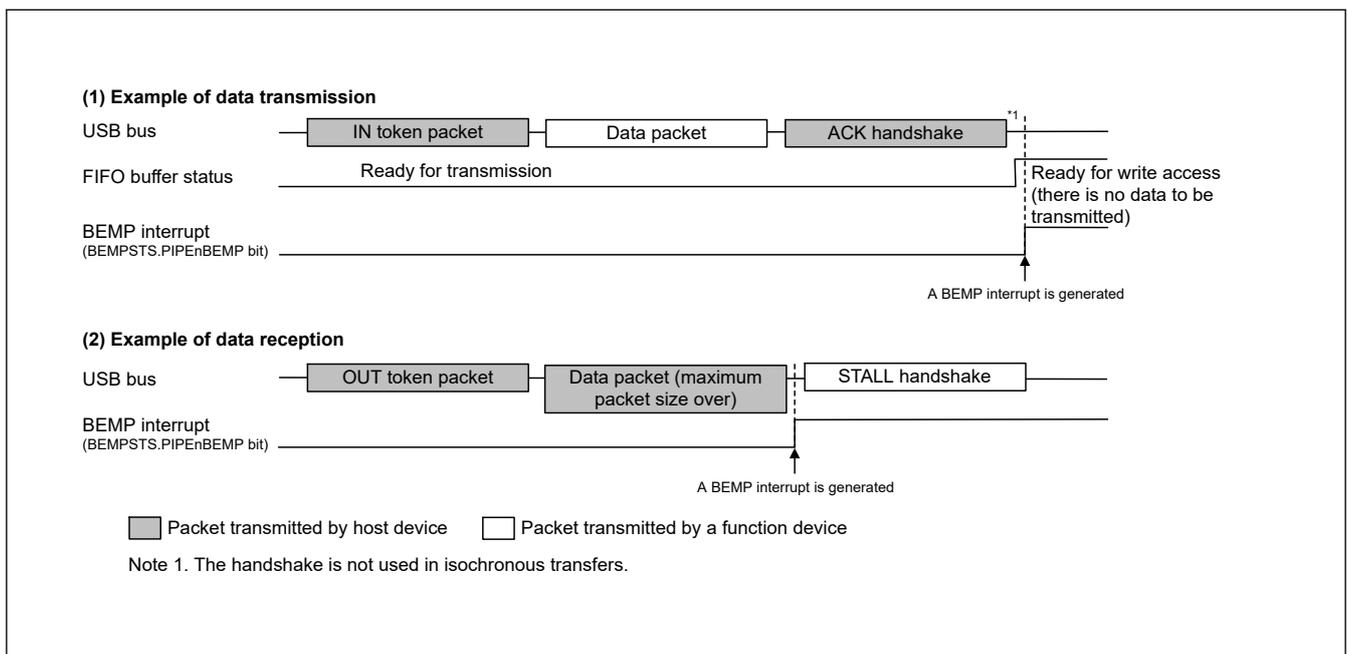 (1) Example of data transmission
USB bus
IN token packet
Data packet
ACK handshake
*1
FIFO buffer status
Ready for transmission
Ready for write access
(there is no data to be
transmitted)
BEMP interrupt
(BEMPSTS.PIPEnBEMP bit)
A BEMP interrupt is generated
(2) Example of data reception
USB bus
OUT token packet
Data packet (maximum
packet size over)
STALL handshake
BEMP interrupt
(BEMPSTS.PIPEnBEMP bit)
A BEMP interrupt is generated
Packet transmitted by host device
Packet transmitted by a function device
Note 1. The handshake is not used in isochronous transfers.